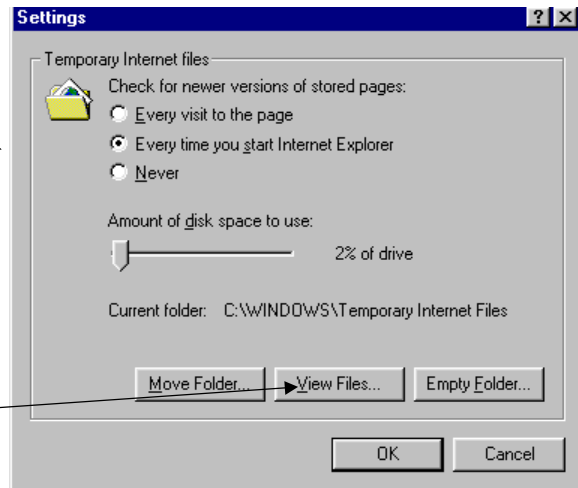 Settings
Temporary Internet files
Check for newer versions of stored pages:
Every visit to the page
Every time you start Internet Explorer
Never
Amount of disk space to use:
2% of drive
Current folder: C:\WINDOWS\Temporary Internet Files
Move Folder... View Files... Empty Folder...
OK Cancel